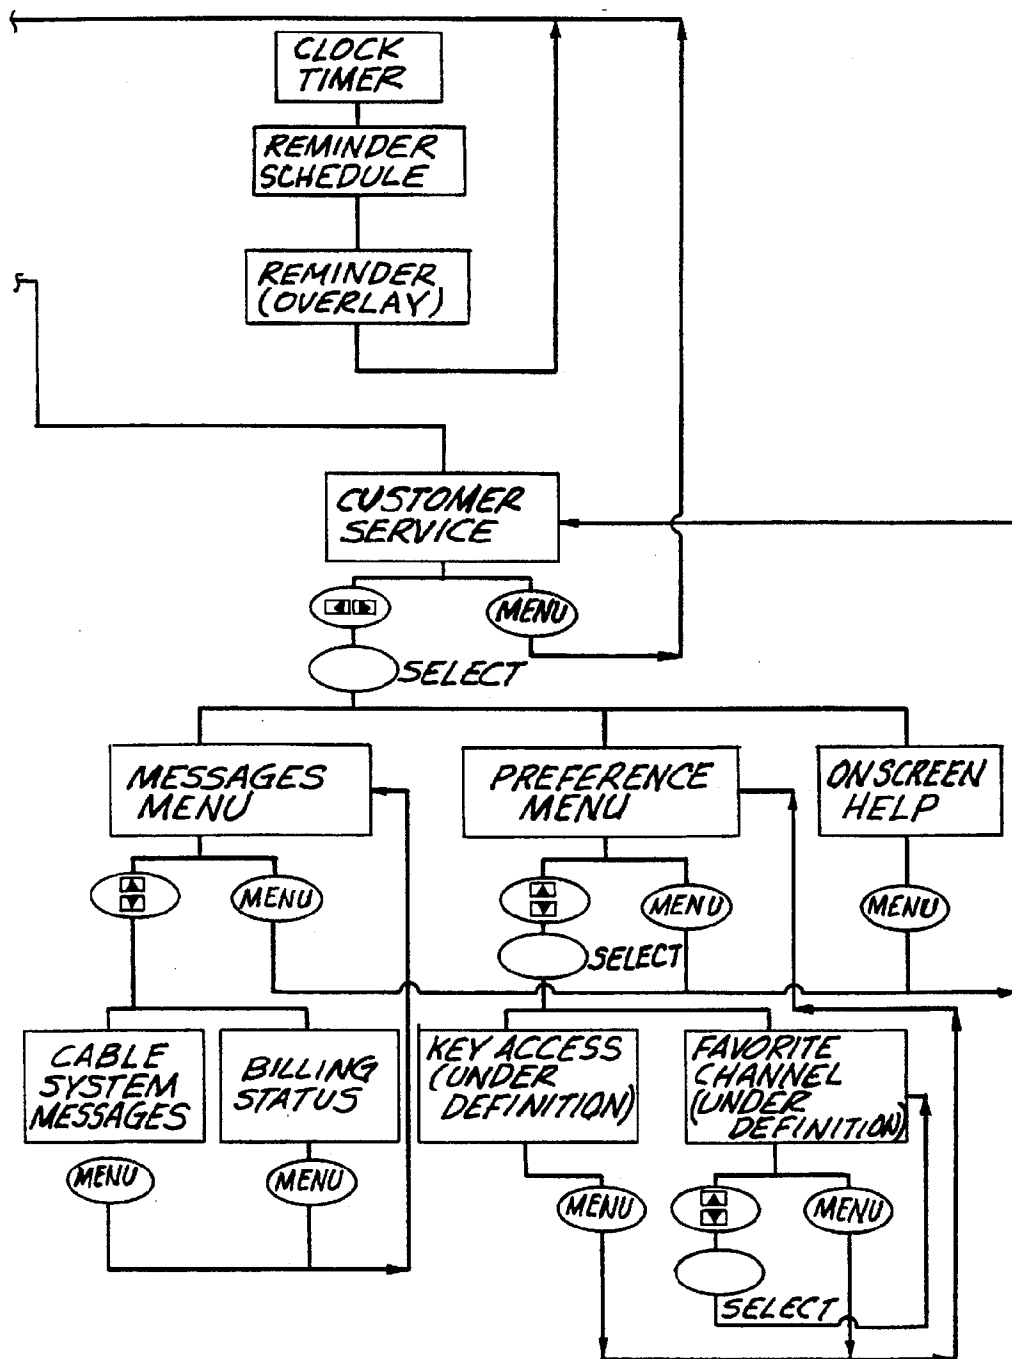 CLOCK
TIMER
REMINDER
SCHEDULE
REMINDER
(OVERLAY)
CUSTOMER
SERVICE
MENU
SELECT
MESSAGES
MENU
PREFERENCE
MENU
ON SCREEN
HELP
MENU
MENU
MENU
SELECT
CABLE
SYSTEM
MESSAGES
BILLING
STATUS
KEY ACCESS
(UNDER
DEFINITION)
FAVORITE
CHANNEL
(UNDER
DEFINITION)
MENU
MENU
MENU
MENU
SELECT